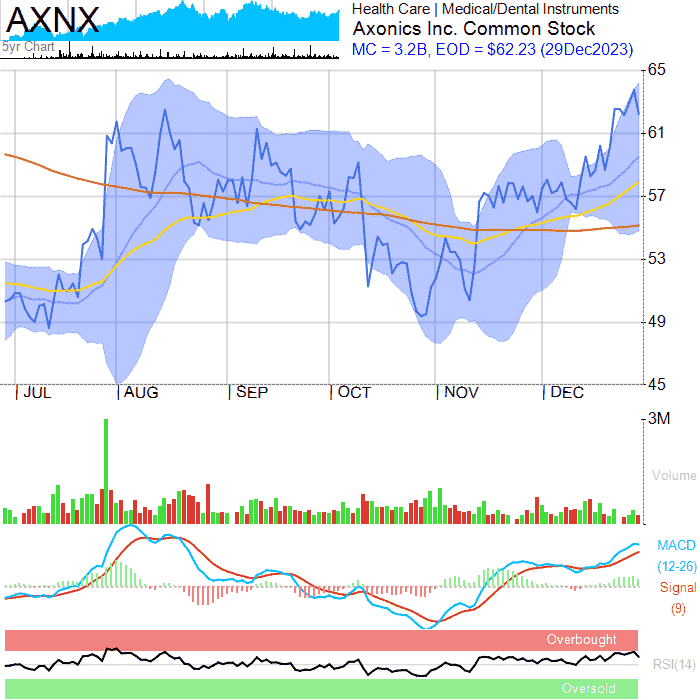 AXNX
5yr Chart
Health Care | Medical/Dental Instruments
Axonics Inc. Common Stock
MC = 3.2B, EOD = $62.23 (29Dec2023)
65
61
57
53
49
45
JUL AUG SEP OCT NOV DEC
3M
Volume
MACD
(12-26)
Signal
(9)
Overbought
RSI(14)
Oversold